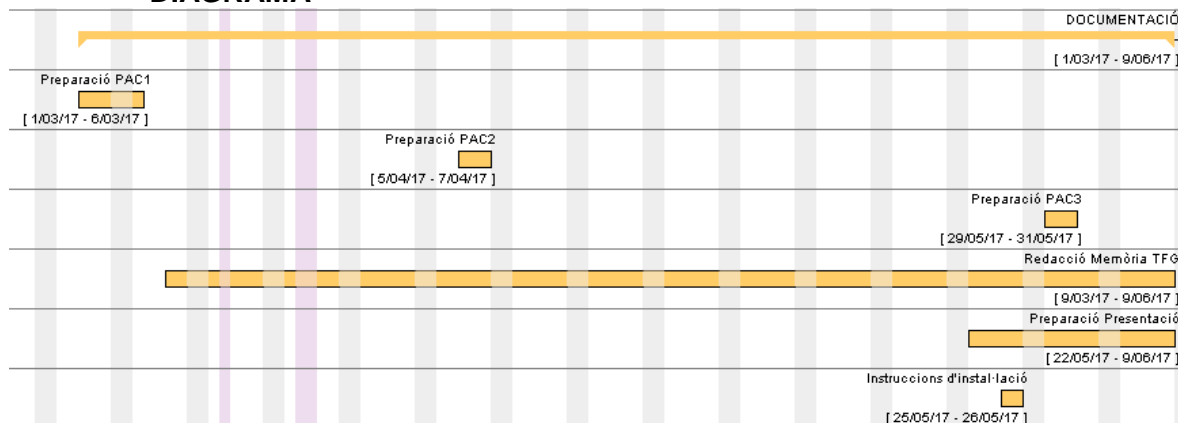 DIAGRAMA
DOCUMENTACIÓ
[ 1/03/17 - 9/06/17 ]
Preparació PAC1
[ 1/03/17 - 6/03/17 ]
Preparació PAC2
[ 5/04/17 - 7/04/17 ]
Preparació PAC3
[ 29/05/17 - 31/05/17 ]
Redacció Memòria TFG
[ 9/03/17 - 9/06/17 ]
Preparació Presentació
[ 22/05/17 - 9/06/17 ]
Instruccions d'instal·lació
[ 25/05/17 - 26/05/17 ]